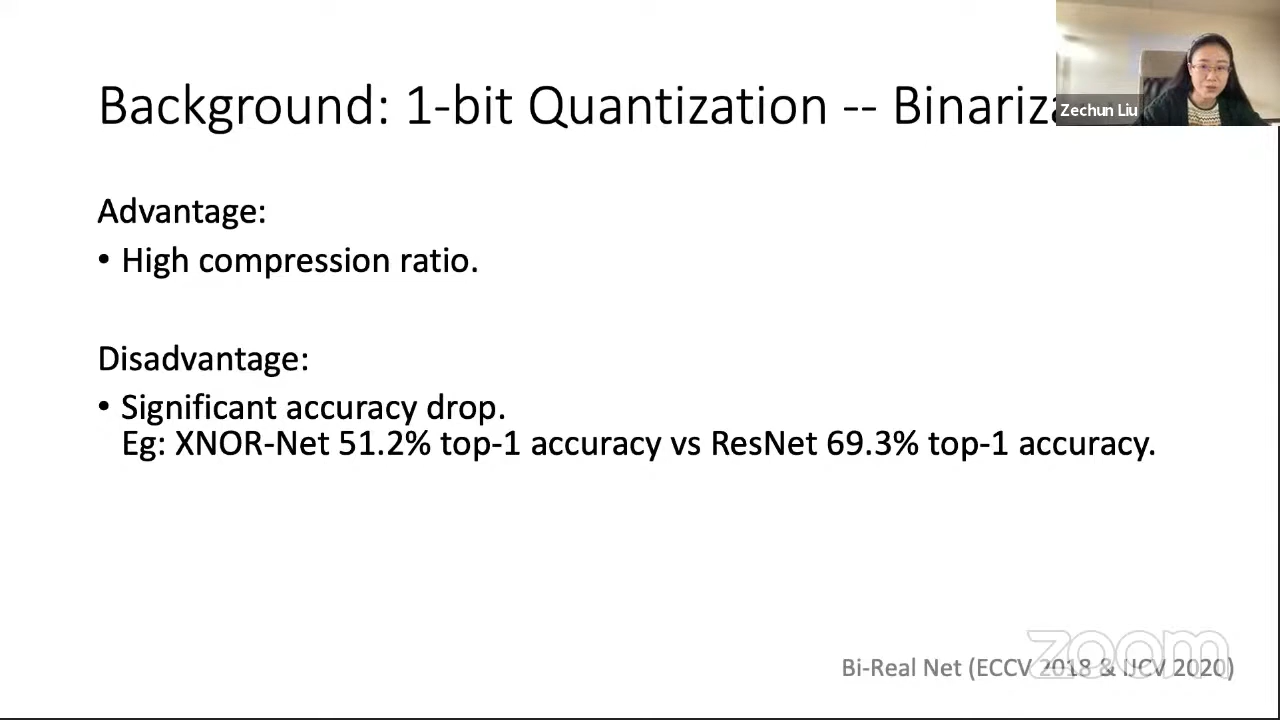 Background: 1-bit Quantization -- Binariza
Zechun Liu
Advantage:
• High compression ratio.
Disadvantage:
• Significant accuracy drop.
Eg: XNOR-Net 51.2% top-1 accuracy vs ResNet 69.3% top-1 accuracy.
zoom
Bi-Real Net (ECCV 2018 & IJCV 2020)